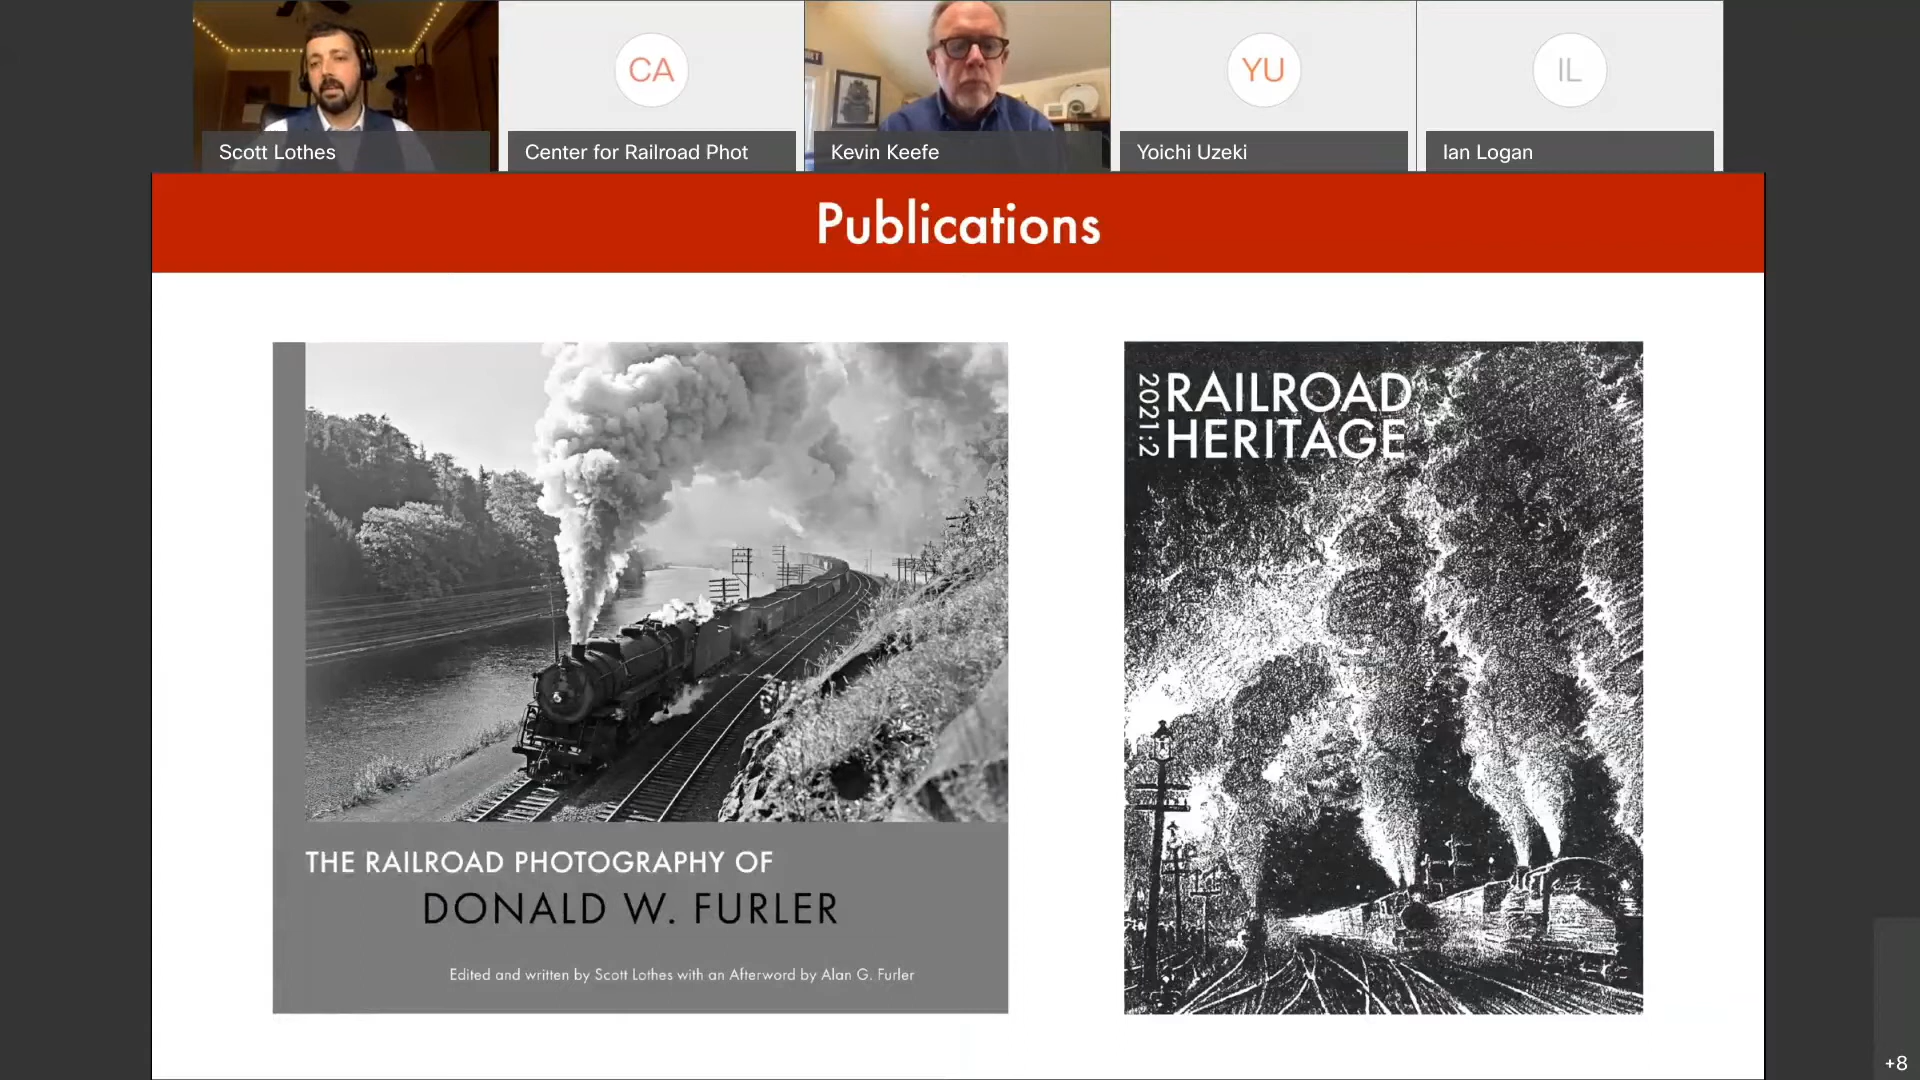 CA
YU
IL
Scott Lothes
Center for Railroad Phot
Kevin Keefe
Yoichi Uzeki
Ian Logan
Publications
THE RAILROAD PHOTOGRAPHY OF
DONALD W. FURLER
Edited and written by Scott Lothes with an Afterword by Alan G. Furler
2021:2
RAILROAD
HERITAGE
+8